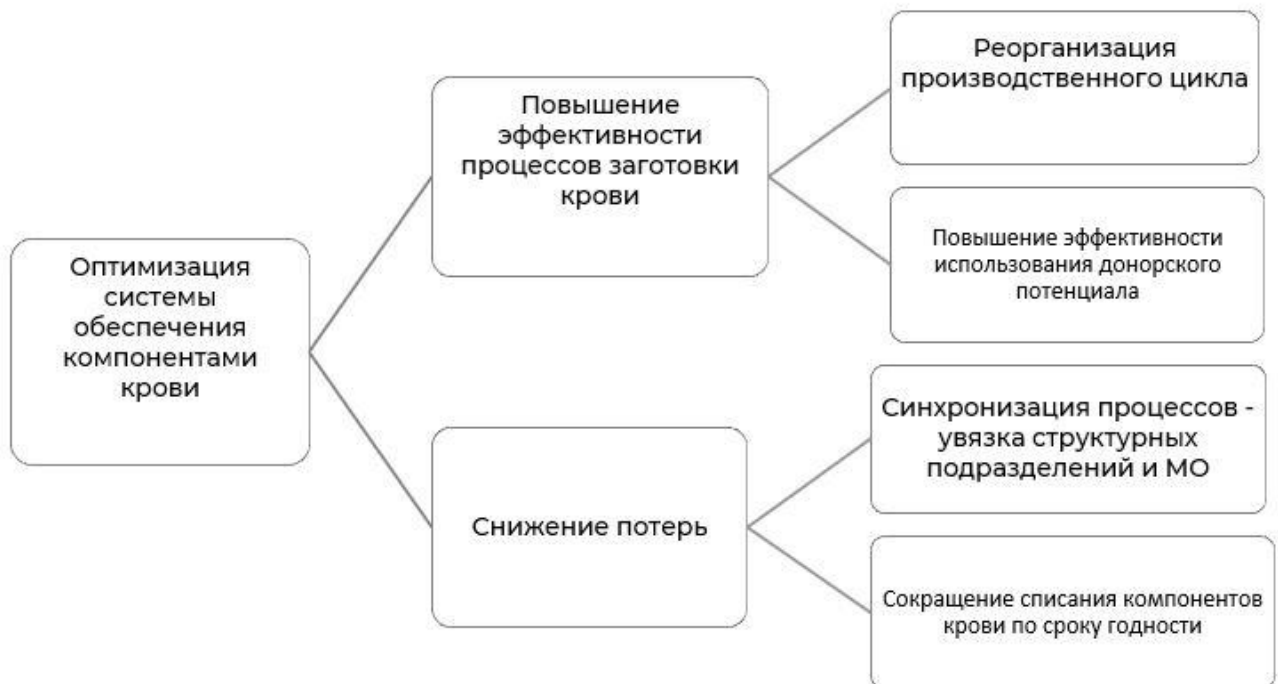 Оптимизация
системы
обеспечения
компонентами
крови
Повышение
эффективности
процессов заготовки
крови
Реорганизация
производственного цикла
Повышение эффективности
использования донорского
потенциала
Снижение потерь
Синхронизация процессов -
увязка структурных
подразделений и МО
Сокращение списания компонентов
крови по сроку годности